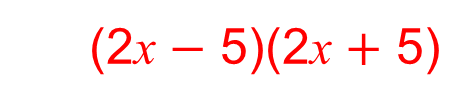 (2x − 5)(2x + 5)